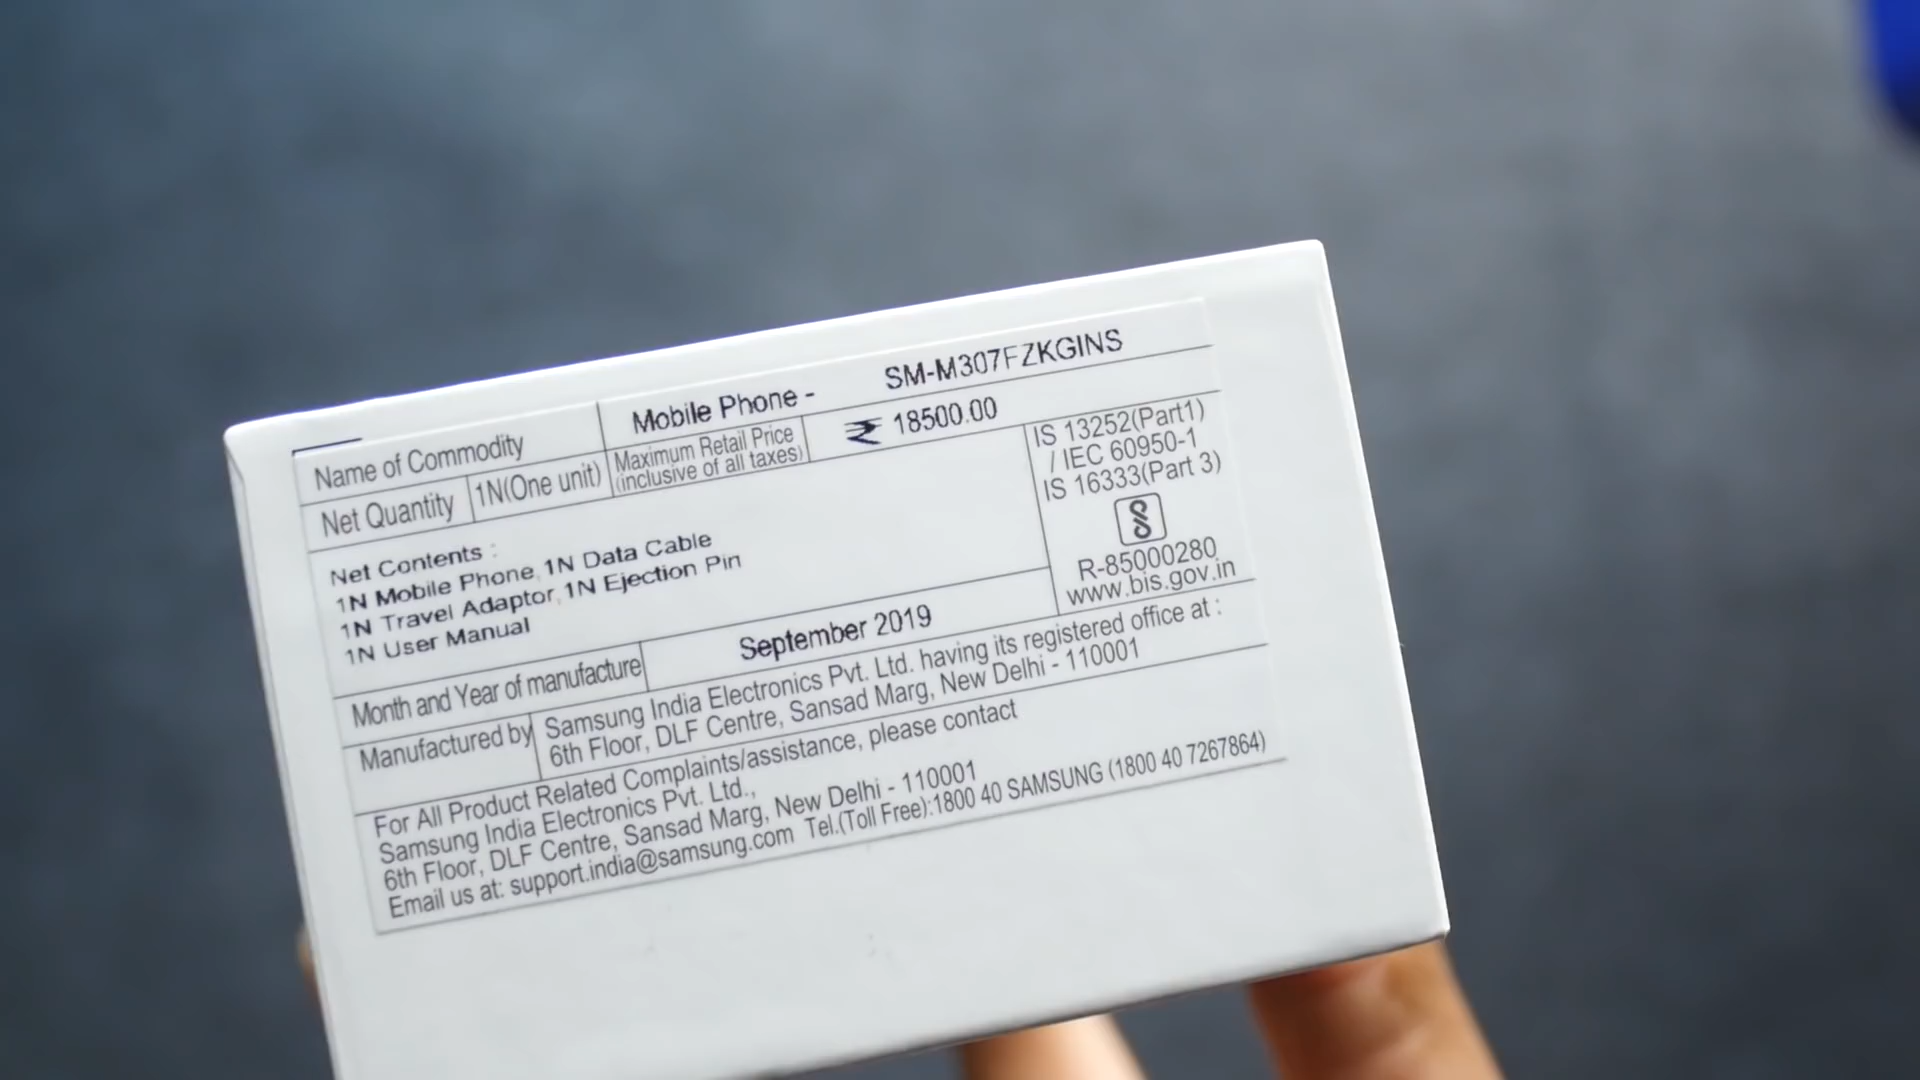 Name of Commodity Mobile Phone - SM-M307FZKGINS
Net Quantity 1N(One unit) Maximum Retail Price (inclusive of all taxes) ₹ 18500.00
Net Contents :
1N Mobile Phone, 1N Data Cable
1N Travel Adaptor, 1N Ejection Pin
1N User Manual
IS 13252(Part1)
/ IEC 60950-1
IS 16333(Part 3)
R-85000280
www.bis.gov.in
Month and Year of manufacture September 2019
Manufactured by Samsung India Electronics Pvt. Ltd. having its registered office at :
6th Floor, DLF Centre, Sansad Marg, New Delhi - 110001
For All Product Related Complaints/assistance, please contact
Samsung India Electronics Pvt. Ltd.,
6th Floor, DLF Centre, Sansad Marg, New Delhi - 110001
Email us at: support.india@samsung.com Tel.(Toll Free):1800 40 SAMSUNG (1800 40 7267864)